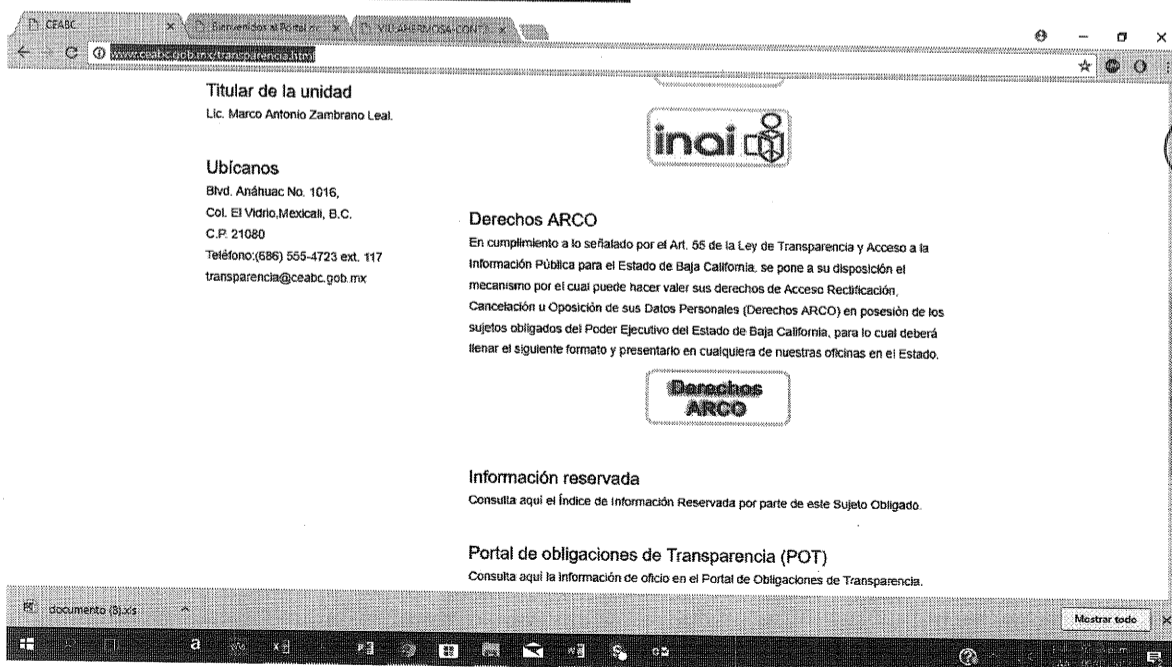 CEABC
Bienvenidos al Portal
VILLAHERMOSA-CONT
www.ceabc.gob.mx/transparencia.html
Titular de la unidad
Lic. Marco Antonio Zambrano Leal.
Ubícanos
Blvd. Anáhuac No. 1016,
Col. El Vidrio,Mexicali, B.C.
C.P. 21080
Teléfono:(686) 555-4723 ext. 117
transparencia@ceabc.gob.mx
inai
Derechos ARCO
En cumplimiento a lo señalado por el Art. 55 de la Ley de Transparencia y Acceso a la
Información Pública para el Estado de Baja California, se pone a su disposición el
mecanismo por el cual puede hacer valer sus derechos de Acceso Rectificación,
Cancelación u Oposición de sus Datos Personales (Derechos ARCO) en posesión de los
sujetos obligados del Poder Ejecutivo del Estado de Baja California, para lo cual deberá
llenar el siguiente formato y presentarlo en cualquiera de nuestras oficinas en el Estado.
Derechos
ARCO
Información reservada
Consulta aquí el Índice de Información Reservada por parte de este Sujeto Obligado.
Portal de obligaciones de Transparencia (POT)
Consulta aquí la información de oficio en el Portal de Obligaciones de Transparencia.
documento (8).xls
Mostrar todo